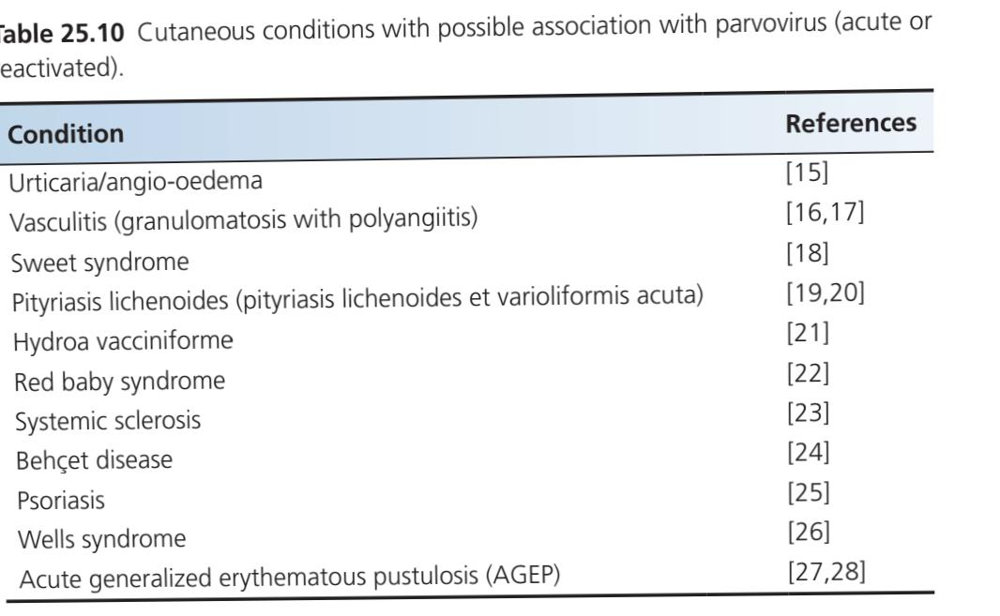 Table 25.10 Cutaneous conditions with possible association with parvovirus (acute or
eactivated).
Condition References
Urticaria/angio-oedema [15]
Vasculitis (granulomatosis with polyangiitis) [16,17]
Sweet syndrome [18]
Pityriasis lichenoides (pityriasis lichenoides et varioliformis acuta) [19,20]
Hydroa vacciniforme [21]
Red baby syndrome [22]
Systemic sclerosis [23]
Behçet disease [24]
Psoriasis [25]
Wells syndrome [26]
Acute generalized erythematous pustulosis (AGEP) [27,28]